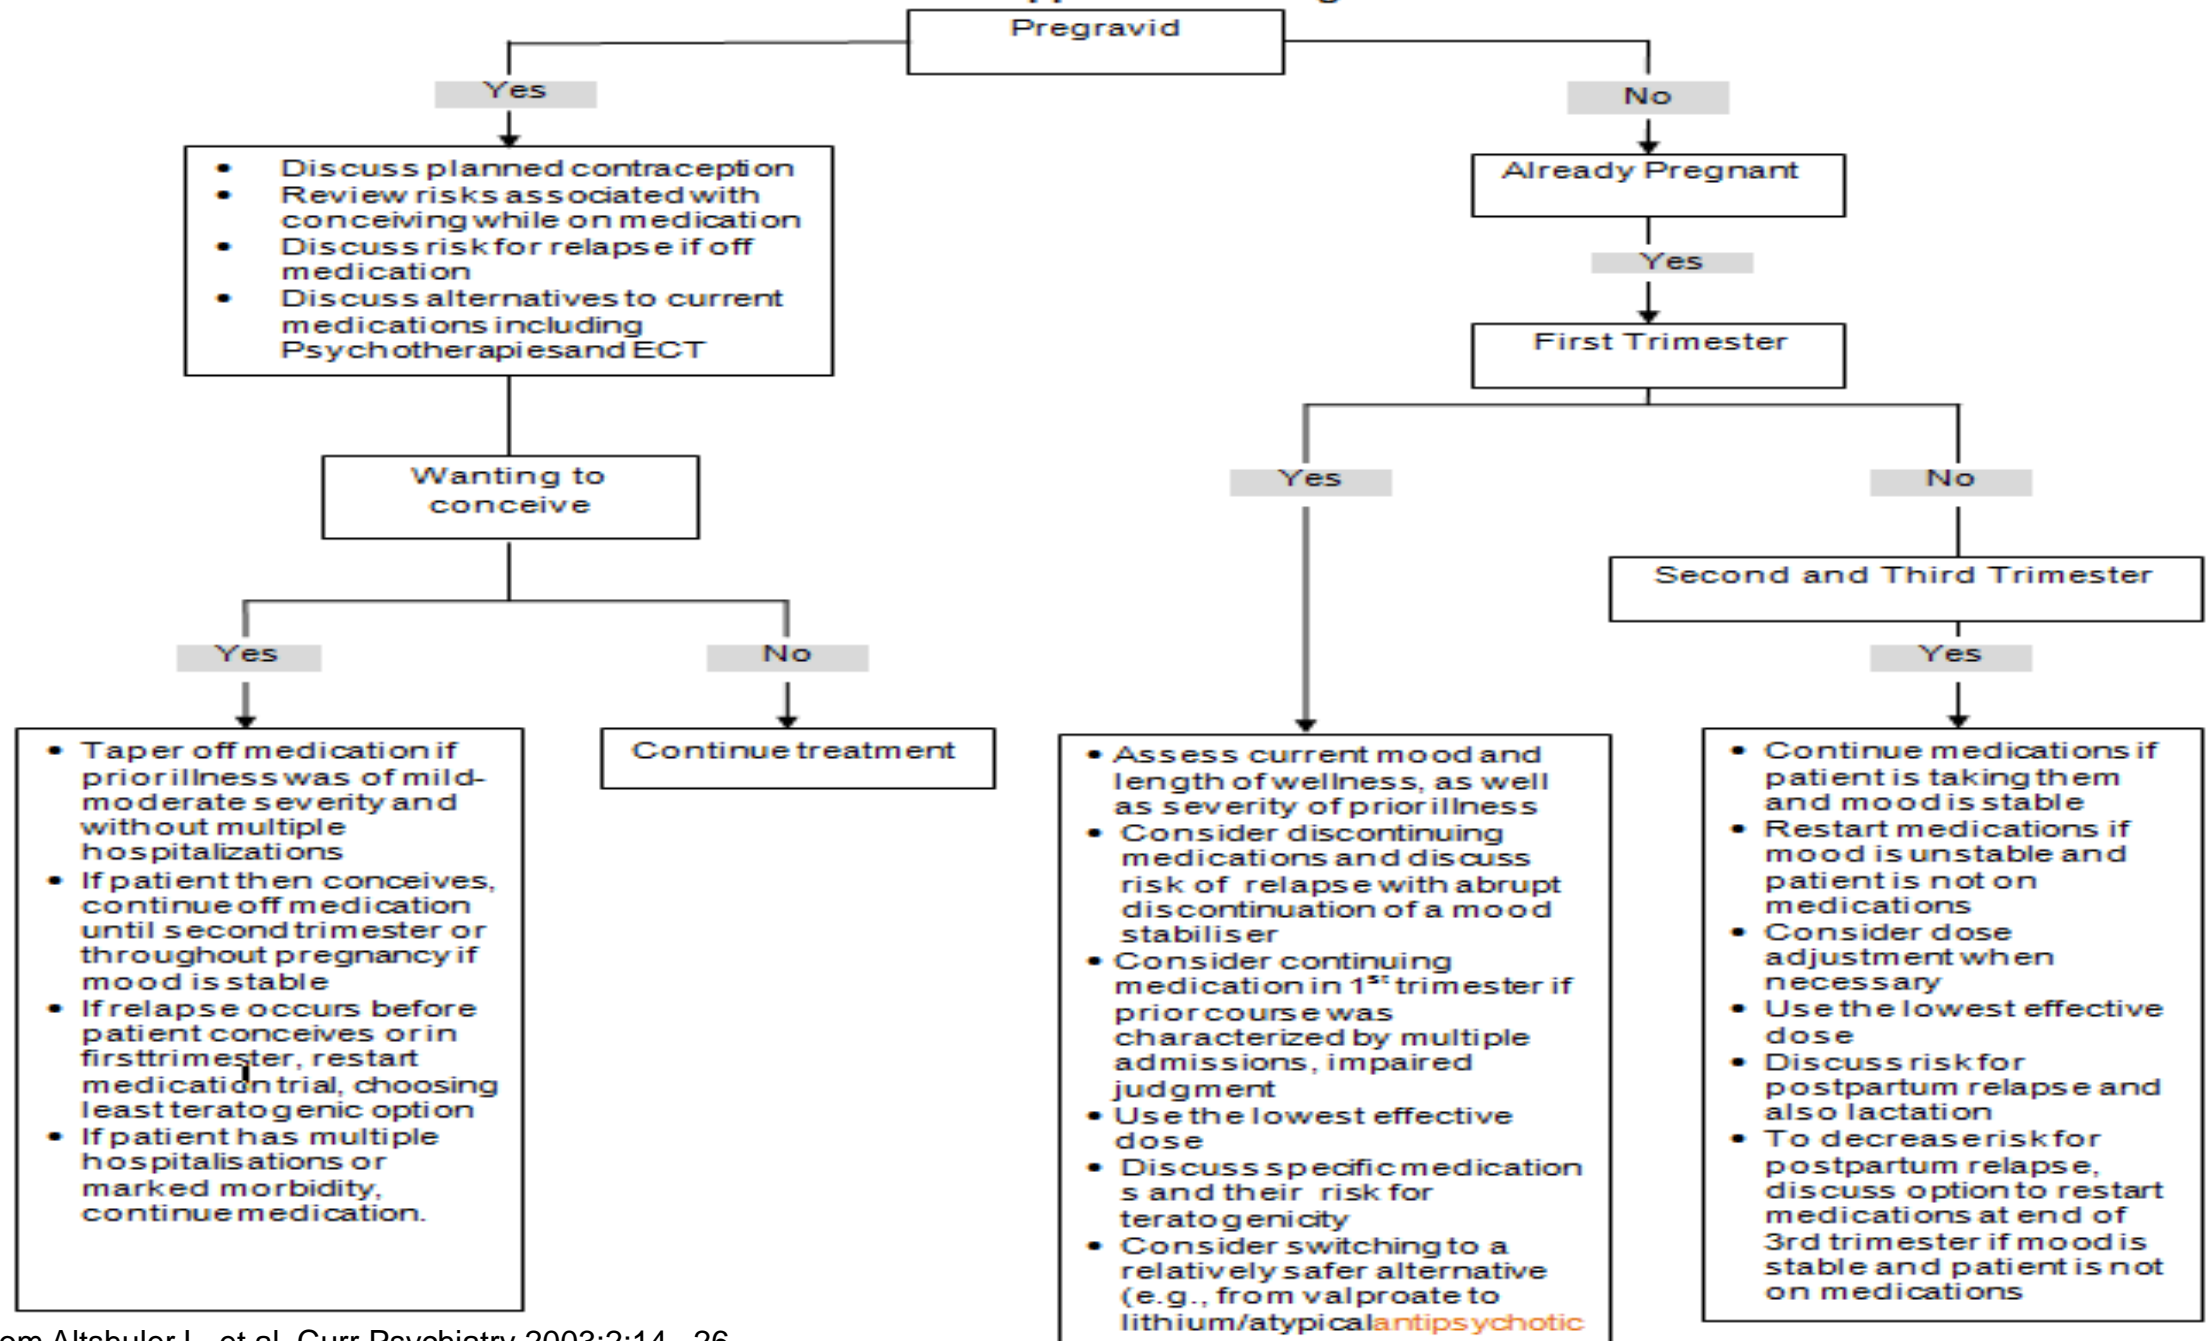 Pregravid
Yes
No
• Discuss planned contraception
• Review risks associated with
conceiving while on medication
• Discuss risk for relapse if off
medication
• Discuss alternatives to current
medications including
Psychotherapies and ECT
Already Pregnant
Yes
First Trimester
Wanting to
conceive
Yes
No
Second and Third Trimester
Yes
No
Yes
• Taper off medication if
prior illness was of mild-
moderate severity and
without multiple
hospitalizations
• If patient then conceives,
continue off medication
until second trimester or
throughout pregnancy if
mood is stable
• If relapse occurs before
patient conceives or in
firsttrimester, restart
medication trial, choosing
least teratogenic option
• If patient has multiple
hospitalisations or
marked morbidity,
continue medication.
Continue treatment
• Assess current mood and
length of wellness, as well
as severity of prior illness
• Consider discontinuing
medications and discuss
risk of relapse with abrupt
discontinuation of a mood
stabiliser
• Consider continuing
medication in 1st trimester if
prior course was
characterized by multiple
admissions, impaired
judgment
• Use the lowest effective
dose
• Discuss specific medication
s and their risk for
teratogenicity
• Consider switching to a
relatively safer alternative
(e.g., from valproate to
lithium/atypical antipsychotic
• Continue medications if
patient is taking them
and mood is stable
• Restart medications if
mood is unstable and
patient is not on
medications
• Consider dose
adjustment when
necessary
• Use the lowest effective
dose
• Discuss risk for
postpartum relapse and
also lactation
• To decrease risk for
postpartum relapse,
discuss option to restart
medications at end of
3rd trimester if mood is
stable and patient is not
on medications
Altshuler L, et al. Curr Psychiatry 2003;2:14 26